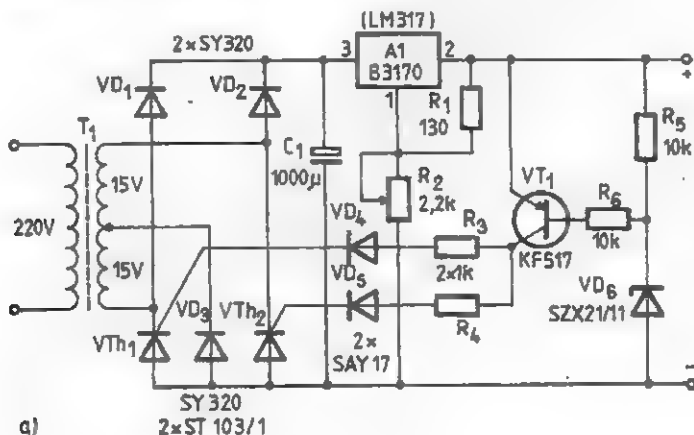 (LM317)
2×SY320
3
A1
B3170
2
+
VD1
VD2
1
R1
130
R5
10k
T1
C1
1000µ
R2
2,2k
VT1
15V
220V
15V
VD4
R3
2×1k
R6
10k
KF517
VD5
VD6
SZX21/11
VTh1
VD3
VTh2
2×
SAY 17
R4
−
SY 320
2×ST 103/1
a)